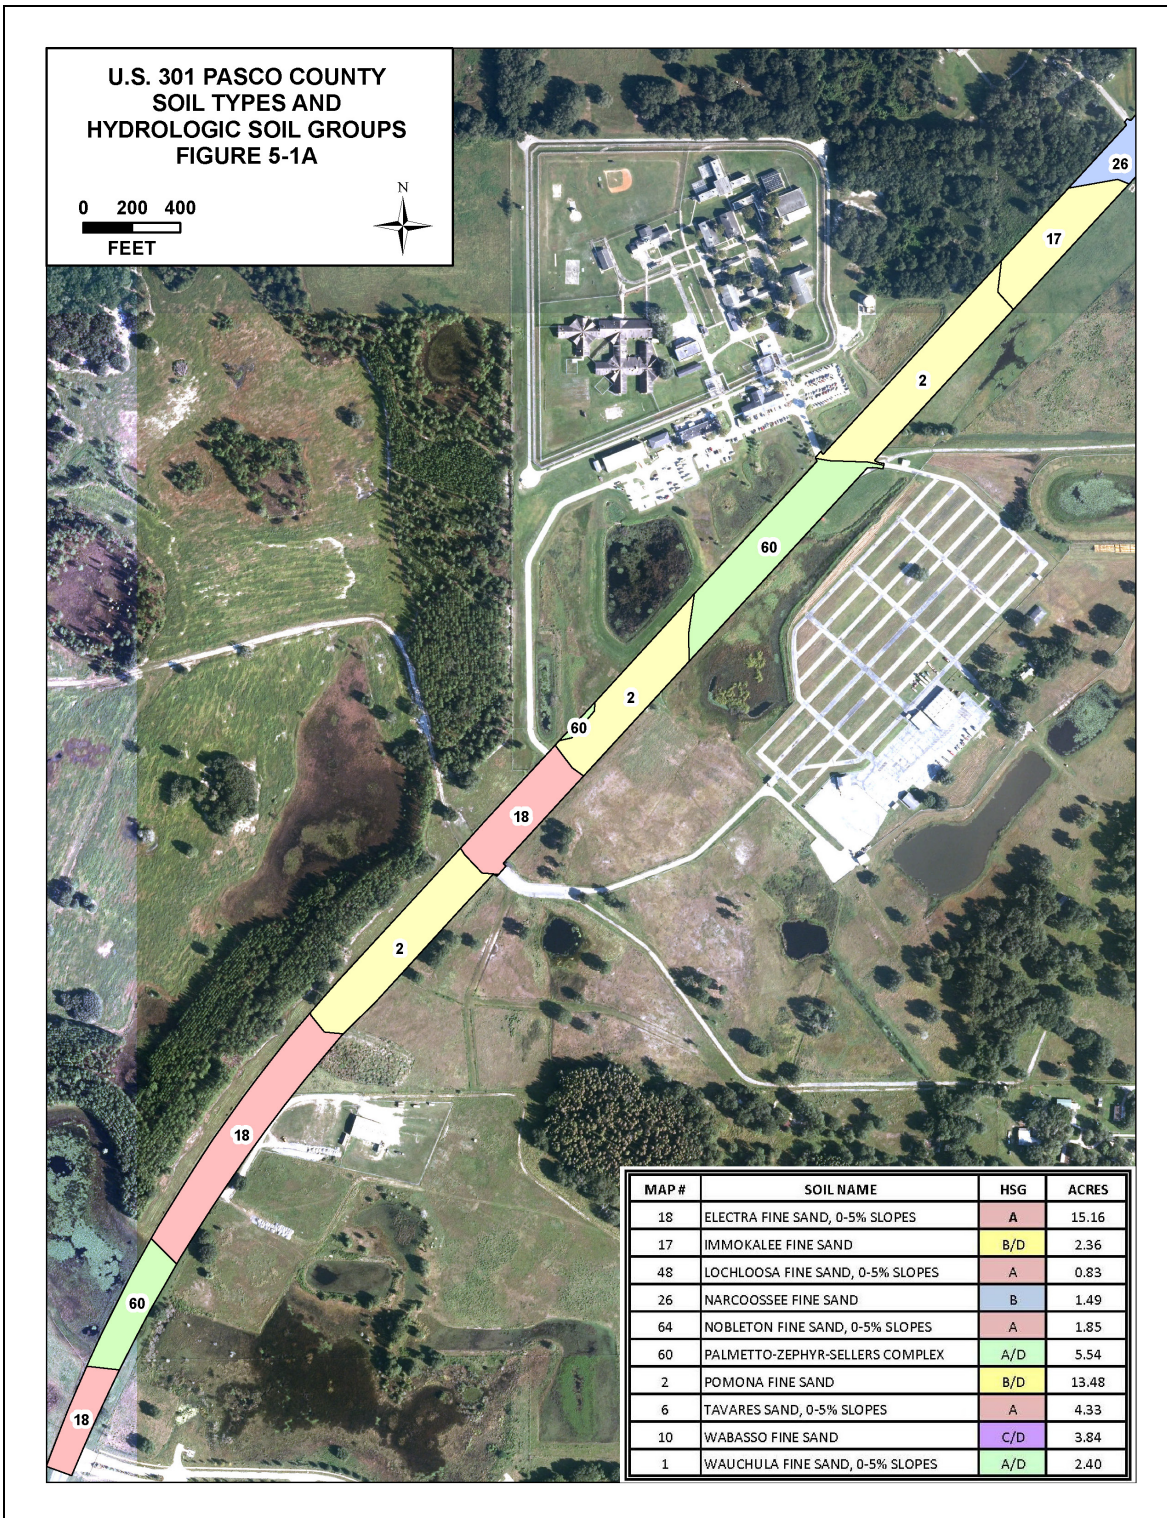 U.S. 301 PASCO COUNTY
SOIL TYPES AND
HYDROLOGIC SOIL GROUPS
FIGURE 5-1A
N
0 200 400
FEET
26
17
2
60
2
60
18
2
18
60
18
MAP # SOIL NAME HSG ACRES
18 ELECTRA FINE SAND, 0-5% SLOPES A 15.16
17 IMMOKALEE FINE SAND B/D 2.36
48 LOCHLOOSA FINE SAND, 0-5% SLOPES A 0.83
26 NARCOOSSEE FINE SAND B 1.49
64 NOBLETON FINE SAND, 0-5% SLOPES A 1.85
60 PALMETTO-ZEPHYR-SELLERS COMPLEX A/D 5.54
2 POMONA FINE SAND B/D 13.48
6 TAVARES SAND, 0-5% SLOPES A 4.33
10 WABASSO FINE SAND C/D 3.84
1 WAUCHULA FINE SAND, 0-5% SLOPES A/D 2.40